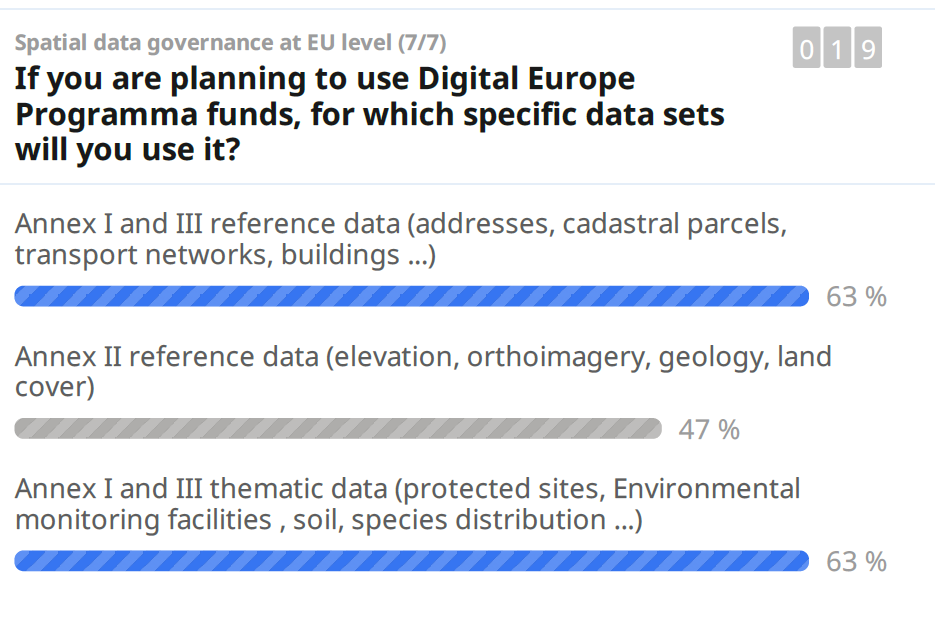 Spatial data governance at EU level (7/7)
0 1 9
If you are planning to use Digital Europe
Programma funds, for which specific data sets
will you use it?
Annex I and III reference data (addresses, cadastral parcels,
transport networks, buildings ...)
63 %
Annex II reference data (elevation, orthoimagery, geology, land
cover)
47 %
Annex I and III thematic data (protected sites, Environmental
monitoring facilities , soil, species distribution ...)
63 %